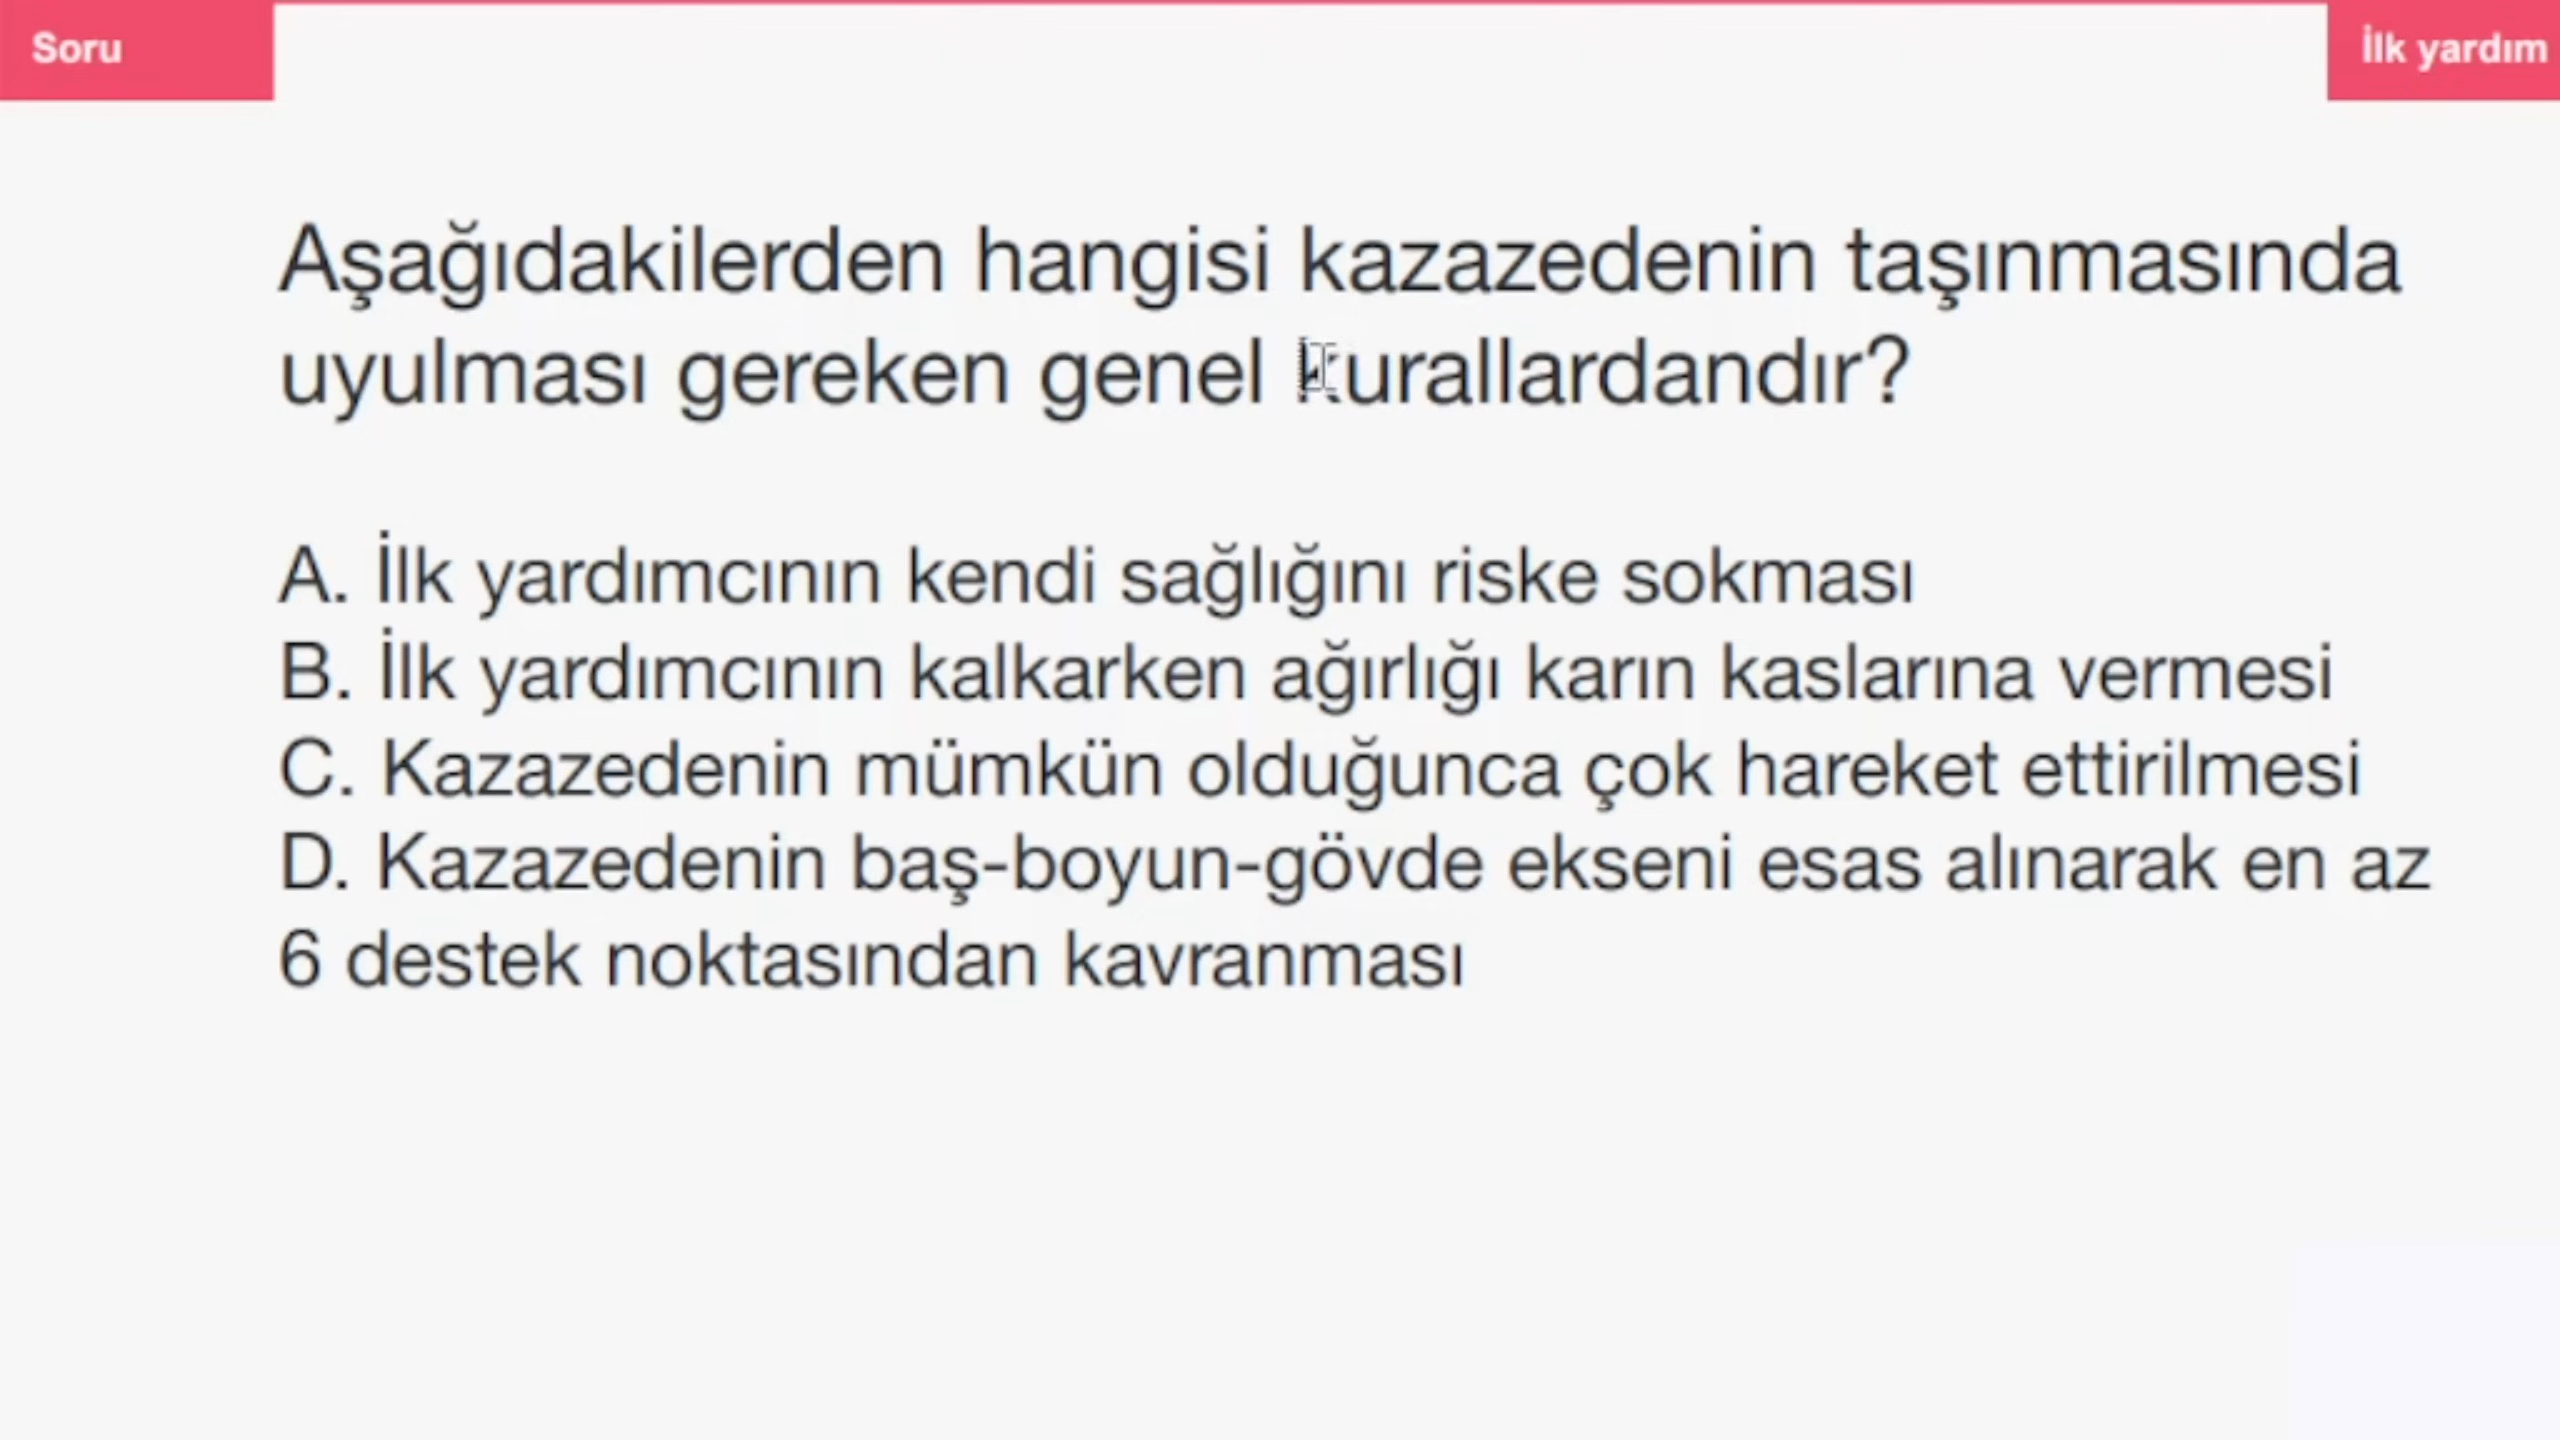 Soru
İlk yardım
Aşağıdakilerden hangisi kazazedenin taşınmasında
uyulması gereken genel kurallardandır?
A. İlk yardımcının kendi sağlığını riske sokması
B. İlk yardımcının kalkarken ağırlığı karın kaslarına vermesi
C. Kazazedenin mümkün olduğunca çok hareket ettirilmesi
D. Kazazedenin baş-boyun-gövde ekseni esas alınarak en az
6 destek noktasından kavranması